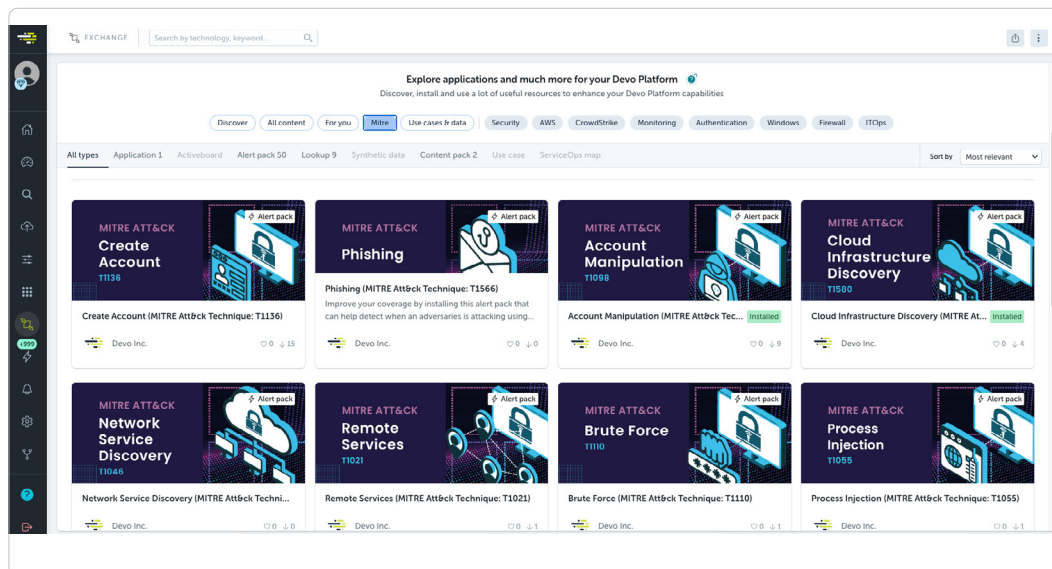 EXCHANGE
Search by technology, keyword...
Explore applications and much more for your Devo Platform
Discover, install and use a lot of useful resources to enhance your Devo Platform capabilities
Discover All content For you Mitre Use cases & data Security AWS CrowdStrike Monitoring Authentication Windows Firewall ITOps
All types Application 1 Activeboard Alert pack 50 Lookup 9 Synthetic data Content pack 2 Use case ServiceOps map Sort by Most relevant
Alert pack
MITRE ATT&CK
Create
Account
T1136
Create Account (MITRE Att&ck Technique: T1136)
Devo Inc. 0 15
Alert pack
MITRE ATT&CK
Phishing
Phishing (MITRE Att&ck Technique: T1566)
Improve your coverage by installing this alert pack that
can help detect when an adversaries is attacking using...
Devo Inc. 0 0
Alert pack
MITRE ATT&CK
Account
Manipulation
T1098
Account Manipulation (MITRE Att&ck Tec... Installed
Devo Inc. 0 9
Alert pack
MITRE ATT&CK
Cloud
Infrastructure
Discovery
T1580
Cloud Infrastructure Discovery (MITRE At... Installed
Devo Inc. 0 4
+999
Alert pack
MITRE ATT&CK
Network
Service
Discovery
T1046
Network Service Discovery (MITRE Att&ck Techni...
Devo Inc. 0 0
Alert pack
MITRE ATT&CK
Remote
Services
T1021
Remote Services (MITRE Att&ck Technique: T1021)
Devo Inc. 0 1
Alert pack
MITRE ATT&CK
Brute Force
T1110
Brute Force (MITRE Att&ck Technique: T1110)
Devo Inc. 0 1
Alert pack
MITRE ATT&CK
Process
Injection
T1055
Process Injection (MITRE Att&ck Technique: T1055)
Devo Inc. 0 1